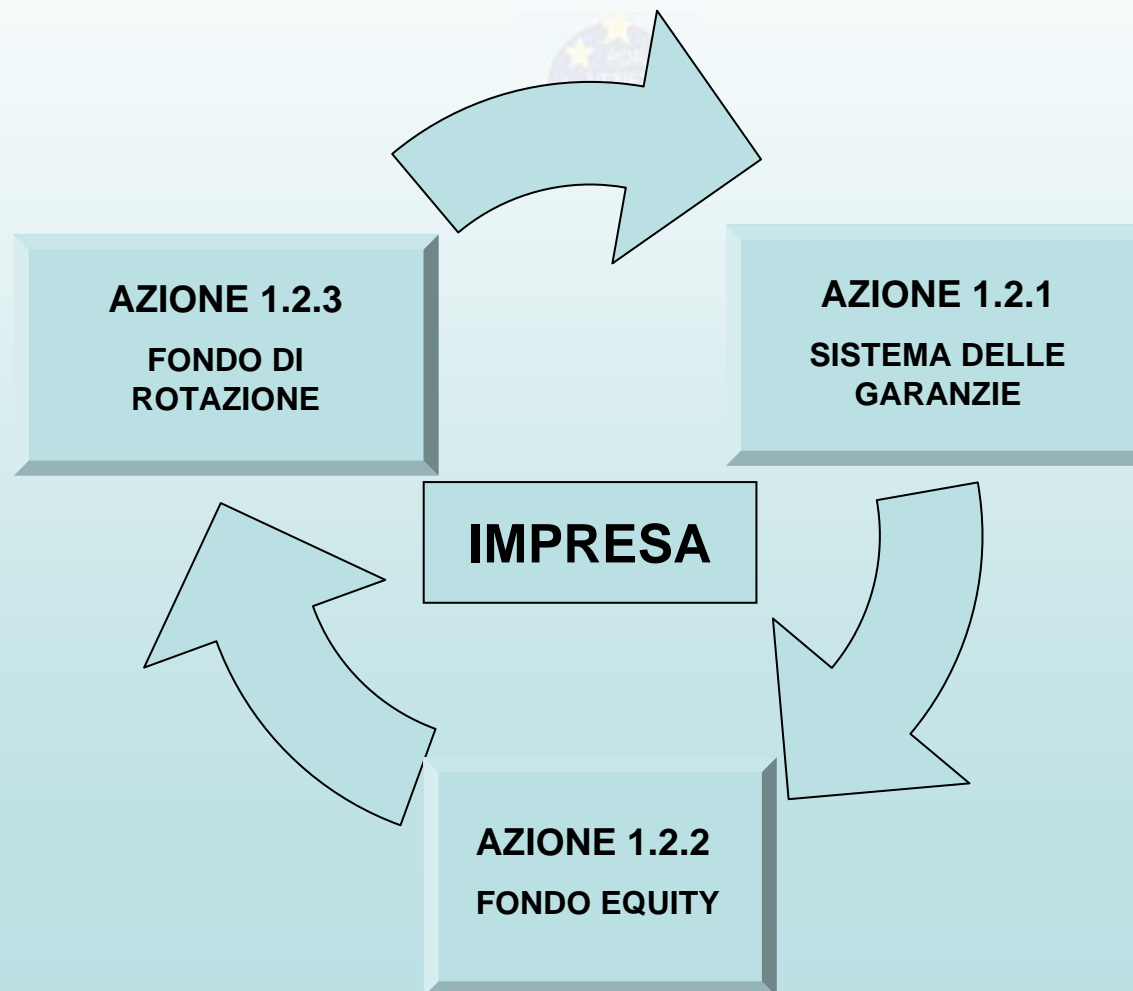 AZIONE 1.2.3
FONDO DI
ROTAZIONE
AZIONE 1.2.1
SISTEMA DELLE
GARANZIE
IMPRESA
AZIONE 1.2.2
FONDO EQUITY